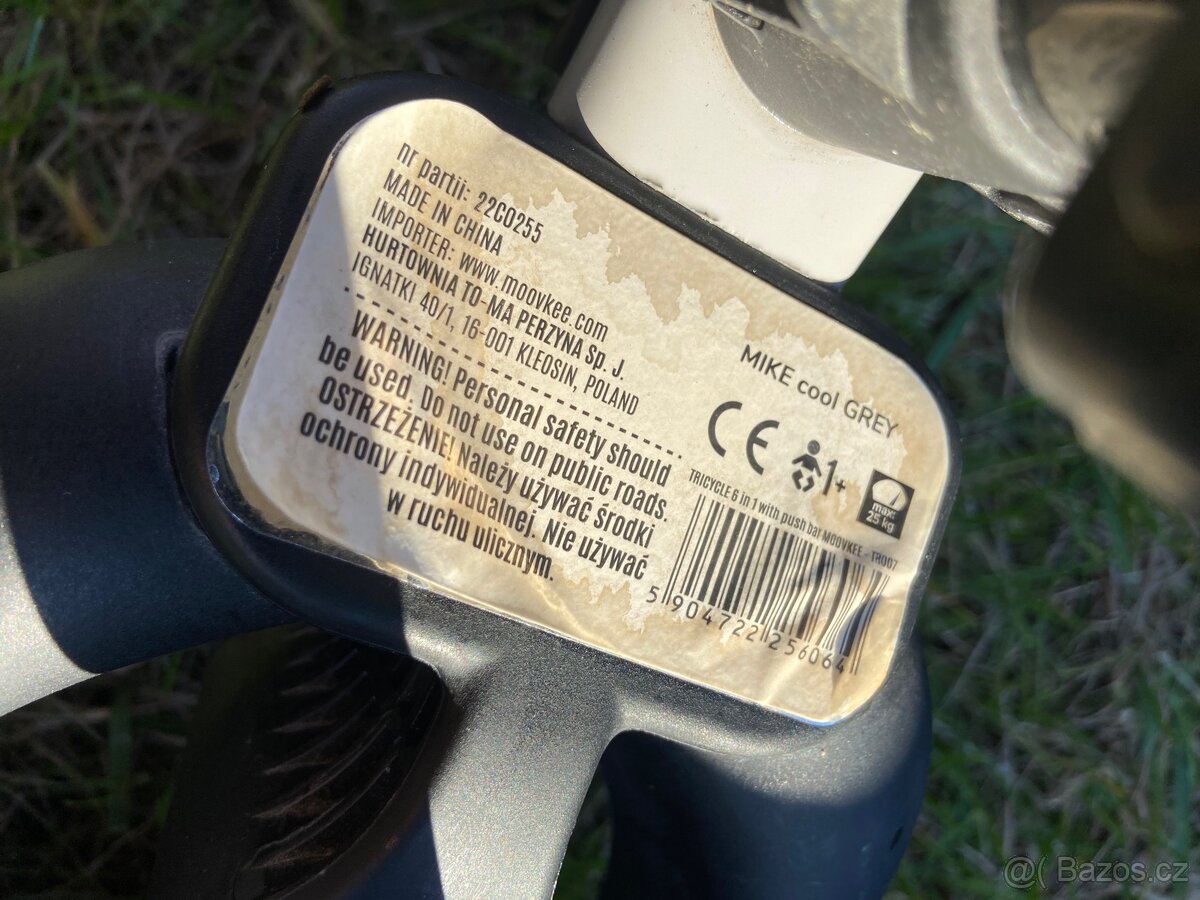 nr partii: 22C0255
MADE IN CHINA
IMPORTER: www.moovkee.com
HURTOWNIA TO-MA PERZYNA Sp. J.
IGNATKI 40/1, 16-001 KLEOSIN, POLAND
WARNING! Personal safety should
be used. Do not use on public roads.
OSTRZEŻENIE! Należy używać środki
ochrony indywidualnej. Nie używać
w ruchu ulicznym.
MIKE cool GREY
CE
1+
max:
25 kg
TRICYCLE 6 in 1 with push bar MOOVKEE - TR007
5 904722 256064
@( Bazos.cz